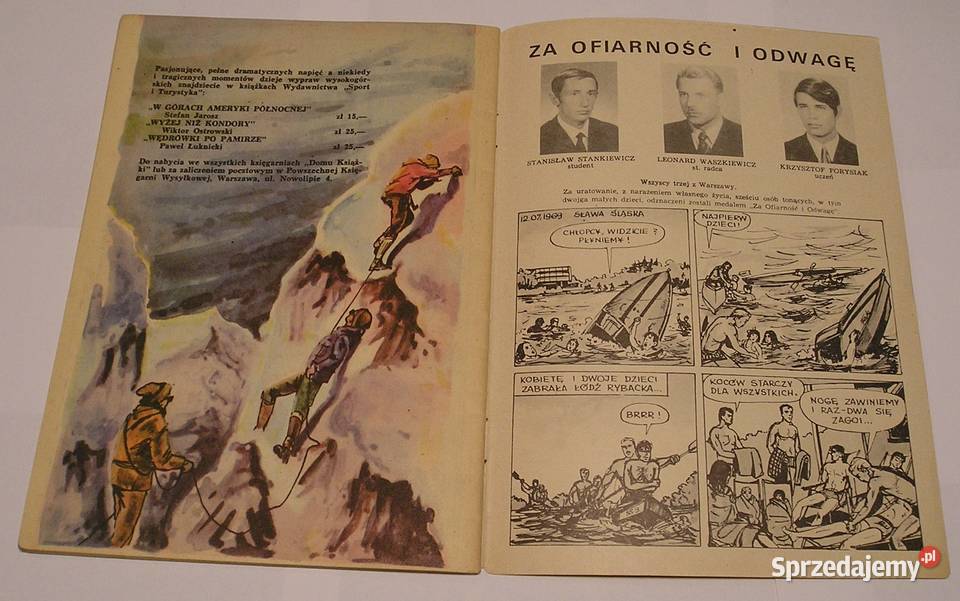 Pasjonujące, pełne dramatycznych napięć a niekiedy
i tragicznych momentów dzieje wypraw wysokogór-
skich znajdziecie w książkach Wydawnictwa „Sport
i Turystyka":
„W GÓRACH AMERYKI PÓŁNOCNEJ"
Stefan Jarosz zł 15,—
„WYŻEJ NIŻ KONDORY"
Wiktor Ostrowski zł 25,—
„WĘDRÓWKI PO PAMIRZE"
Paweł Łuknicki zł 25,—
Do nabycia we wszystkich księgarniach „Domu Książ-
ki" lub za zaliczeniem pocztowym w Powszechnej Księ-
garni Wysyłkowej, Warszawa, ul. Nowolipie 4.
ZA OFIARNOŚĆ I ODWAGĘ
STANISŁAW STANKIEWICZ
student
LEONARD WASZKIEWICZ
st. radca
KRZYSZTOF FORYSIAK
uczeń
Wszyscy trzej z Warszawy.
Za uratowanie, z narażeniem własnego życia, sześciu osób tonących, w tym
dwojga małych dzieci, odznaczeni zostali medalem „Za Ofiarność i Odwagę"
12.07.1969 SŁAWA ŚLĄSKA
CHŁOPCY, WIDZICIE?
PŁYNIEMY!
NAJPIERW
DZIECI!
KOBIETĘ I DWOJE DZIECI
ZABRAŁA ŁÓDŹ RYBACKA...
BRRR!
KOCÓW STARCZY
DLA WSZYSTKICH.
NOGĘ ZAWINIEMY
I RAZ-DWA SIĘ
ZAGOI...
Sprzedajemy.pl